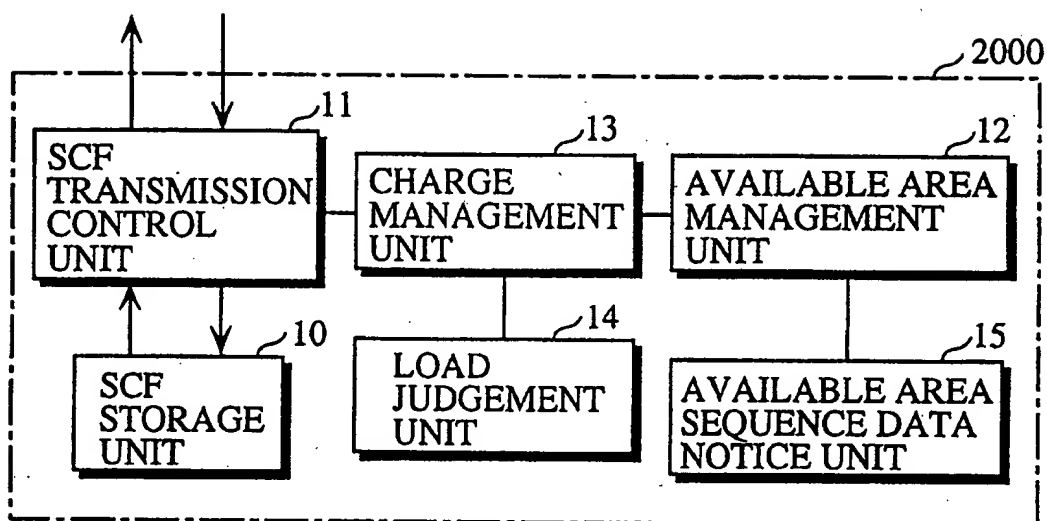 2000
11
SCF
TRANSMISSION
CONTROL
UNIT
13
CHARGE
MANAGEMENT
UNIT
12
AVAILABLE AREA
MANAGEMENT
UNIT
10
SCF
STORAGE
UNIT
14
LOAD
JUDGEMENT
UNIT
15
AVAILABLE AREA
SEQUENCE DATA
NOTICE UNIT